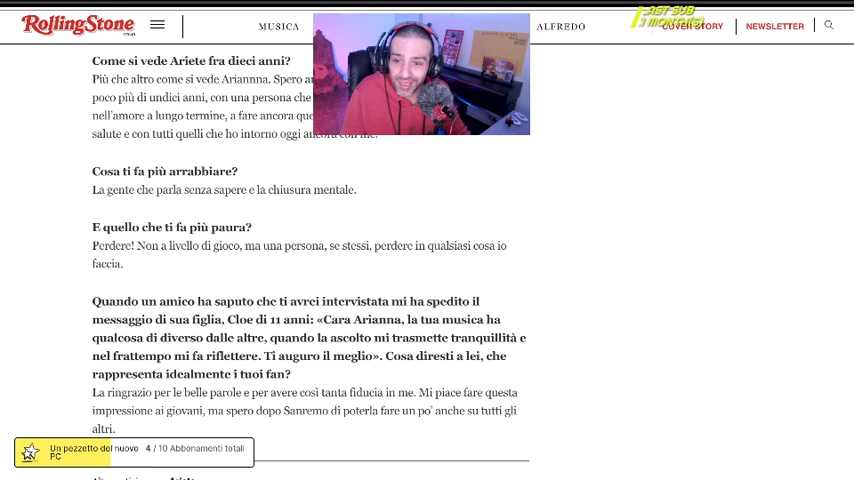 RollingStone
MUSICA
ALFREDO
COVER STORY
NEWSLETTER
LAST SUB
Come si vede Ariete fra dieci anni?
Più che altro come si vede Ariannna. Spero
poco più di undici anni, con una persona che
nell'amore a lungo termine, a fare ancora
salute e con tutti quelli che ho intorno oggi ancora con me.
Cosa ti fa più arrabbiare?
La gente che parla senza sapere e la chiusura mentale.
E quello che ti fa più paura?
Perdere! Non a livello di gioco, ma una persona, se stessi, perdere in qualsiasi cosa io
faccia.
Quando un amico ha saputo che ti avrei intervistata mi ha spedito il
messaggio di sua figlia, Cloe di 11 anni: «Cara Arianna, la tua musica ha
qualcosa di diverso dalle altre, quando la ascolto mi trasmette tranquillità e
nel frattempo mi fa riflettere. Ti auguro il meglio». Cosa diresti a lei, che
rappresenta idealmente i tuoi fan?
La ringrazio per le belle parole e per avere così tanta fiducia in me. Mi piace fare questa
impressione ai giovani, ma spero dopo Sanremo di poterla fare un po' anche su tutti gli
altri.
Un pezzetto del nuovo 4 / 10 Abbonamenti totali
PC